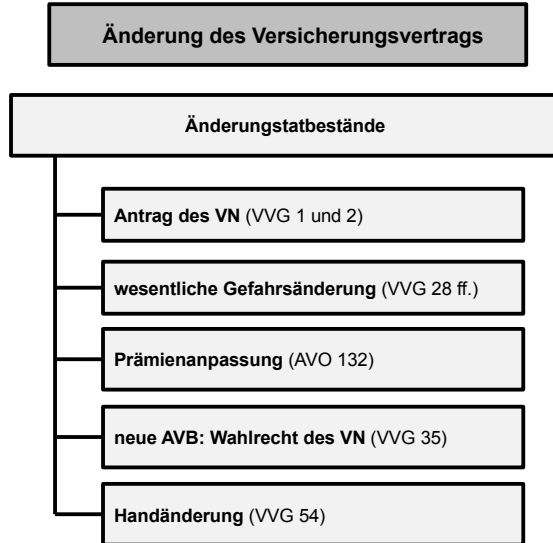 Änderung des Versicherungsvertrags
Änderungstatbestände
Antrag des VN (VVG 1 und 2)
wesentliche Gefahrsänderung (VVG 28 ff.)
Prämienanpassung (AVO 132)
neue AVB: Wahlrecht des VN (VVG 35)
Handänderung (VVG 54)